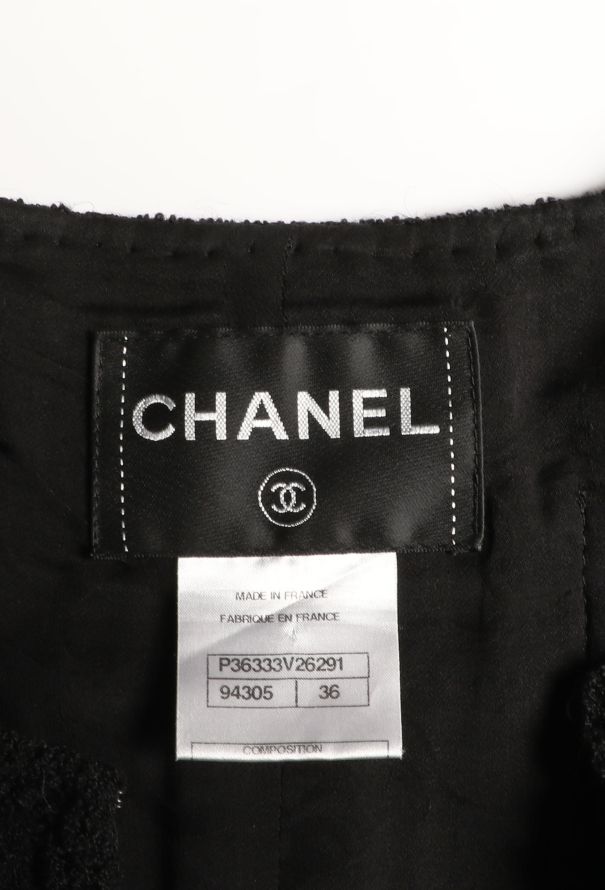 CHANEL
MADE IN FRANCE
FABRIQUE EN FRANCE
P36333V26291
94305 36
COMPOSITION